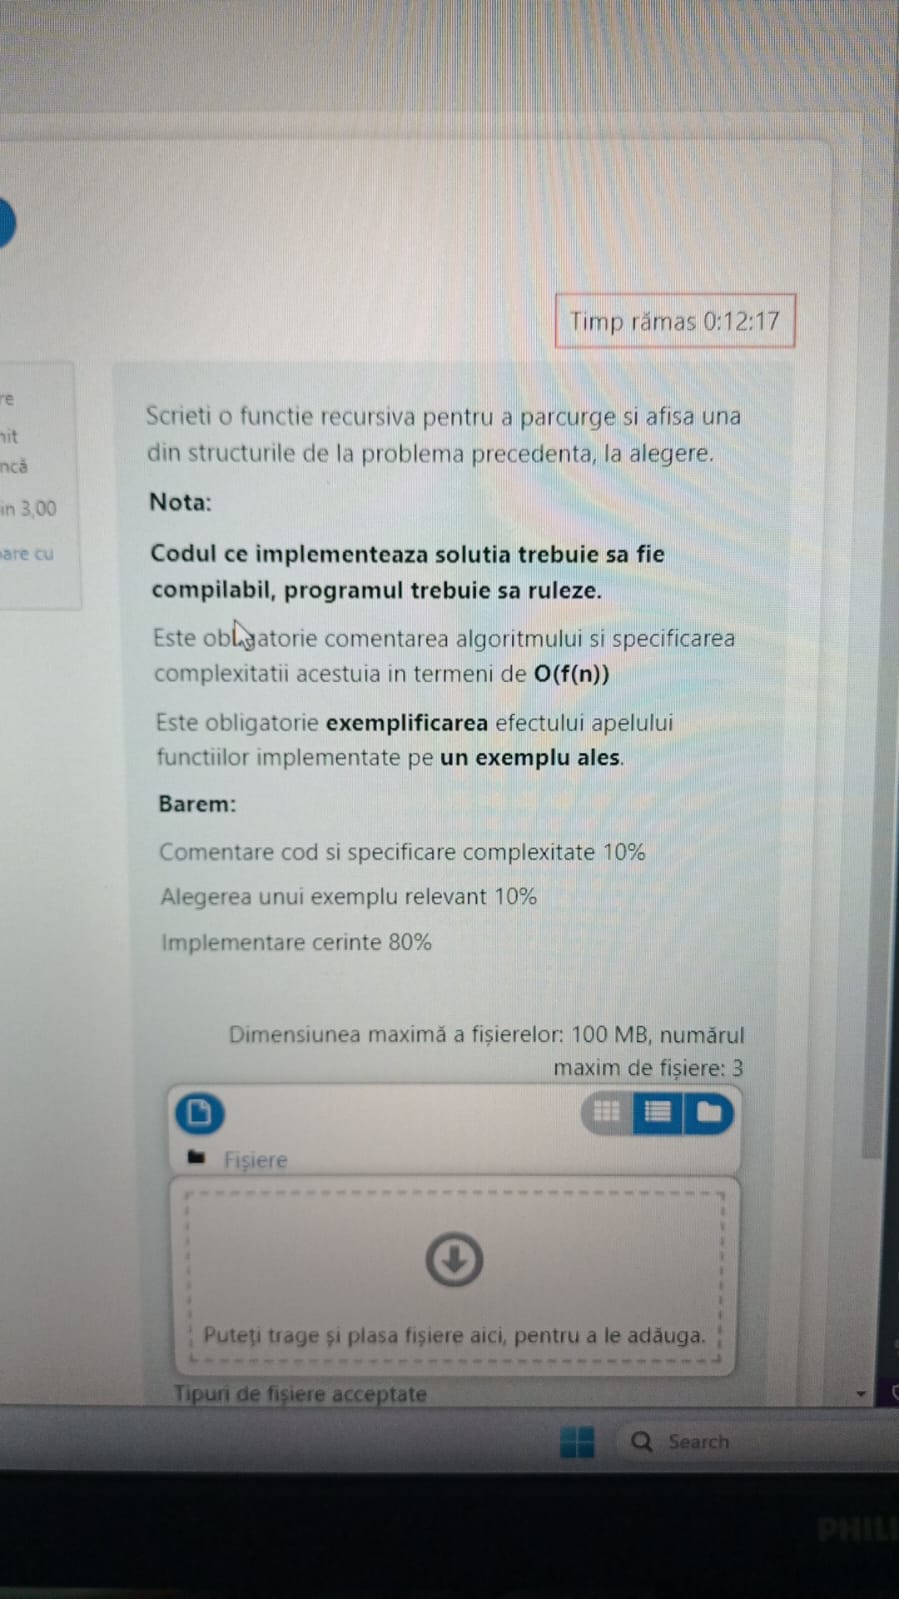 Timp rămas 0:12:17
re
nit
ncă
in 3,00
oare cu
Scrieti o functie recursiva pentru a parcurge si afisa una
din structurile de la problema precedenta, la alegere.
Nota:
Codul ce implementeaza solutia trebuie sa fie
compilabil, programul trebuie sa ruleze.
Este obligatorie comentarea algoritmului si specificarea
complexitatii acestuia in termeni de O(f(n))
Este obligatorie exemplificarea efectului apelului
functiilor implementate pe un exemplu ales.
Barem:
Comentare cod si specificare complexitate 10%
Alegerea unui exemplu relevant 10%
Implementare cerinte 80%
Dimensiunea maximă a fișierelor: 100 MB, numărul
maxim de fișiere: 3
Fișiere
Puteți trage și plasa fișiere aici, pentru a le adăuga.
Tipuri de fișiere acceptate
Search
PHILI